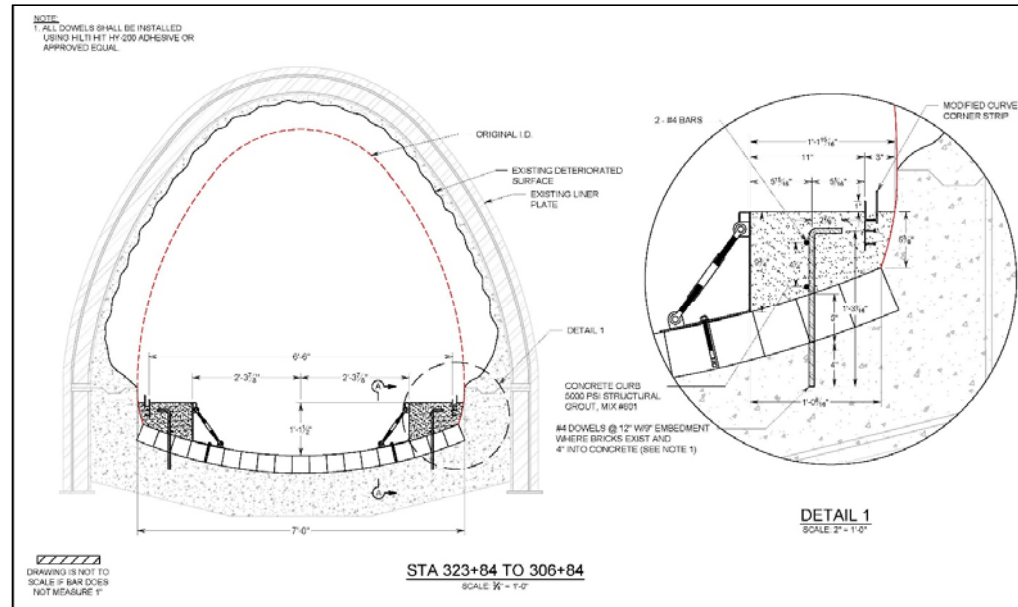 NOTE:
1. ALL DOWELS SHALL BE INSTALLED
USING HILTI HIT HY-200 ADHESIVE OR
APPROVED EQUAL.
ORIGINAL I.D.
EXISTING DETERIORATED
SURFACE
EXISTING LINER
PLATE
DETAIL 1
6'-6"
2'-3⅞"
2'-3⅞"
A
1'-1½"
A
7'-0"
STA 323+84 TO 306+84
DRAWING IS NOT TO
SCALE IF BAR DOES
NOT MEASURE 1"
2 - #4 BARS
MODIFIED CURVE
CORNER STRIP
1'-1¹⁵⁄₁₆"
11"
3"
1"
4"
CONCRETE CURB
5000 PSI STRUCTURAL
GROUT, MIX #601
#4 DOWELS @ 12" W/9" EMBEDMENT
WHERE BRICKS EXIST AND
4" INTO CONCRETE (SEE NOTE 1)
DETAIL 1
SCALE: 2" = 1'-0"